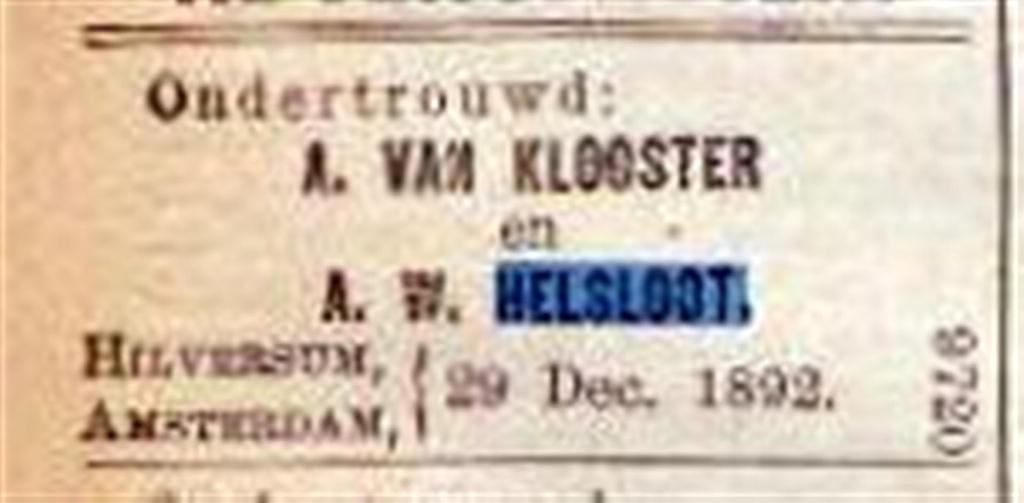 Ondertrouwd:
A. VAN KLOOSTER
en
A. W. HELSLOOT.
HILVERSUM,
AMSTERDAM,
29 Dec. 1892.
9720